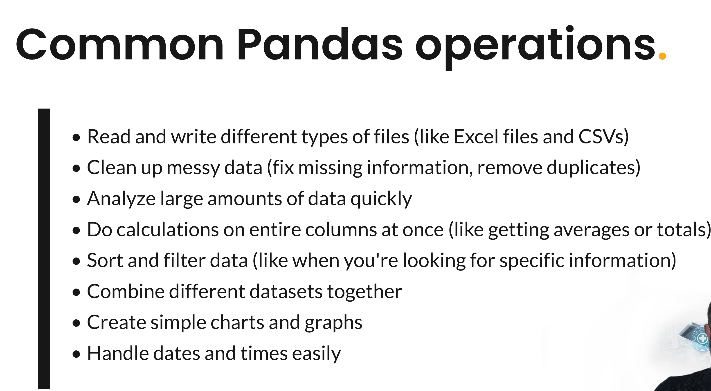 Common Pandas operations.
• Read and write different types of files (like Excel files and CSVs)
• Clean up messy data (fix missing information, remove duplicates)
• Analyze large amounts of data quickly
• Do calculations on entire columns at once (like getting averages or totals)
• Sort and filter data (like when you're looking for specific information)
• Combine different datasets together
• Create simple charts and graphs
• Handle dates and times easily